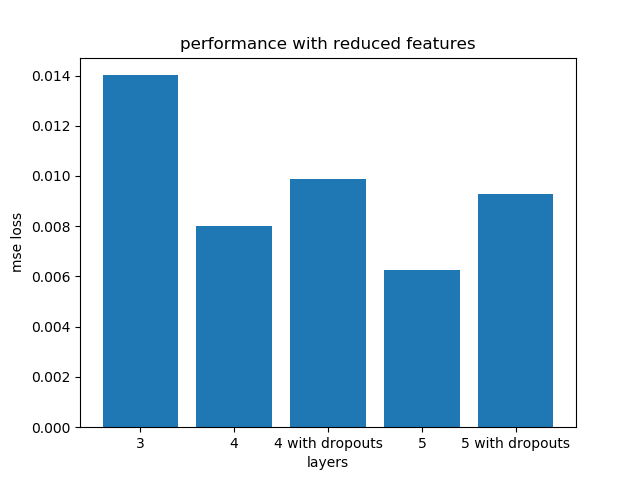 performance with reduced features
0.014
0.012
0.010
0.008
0.006
0.004
0.002
0.000
mse loss
3
4
4 with dropouts
5
5 with dropouts
layers